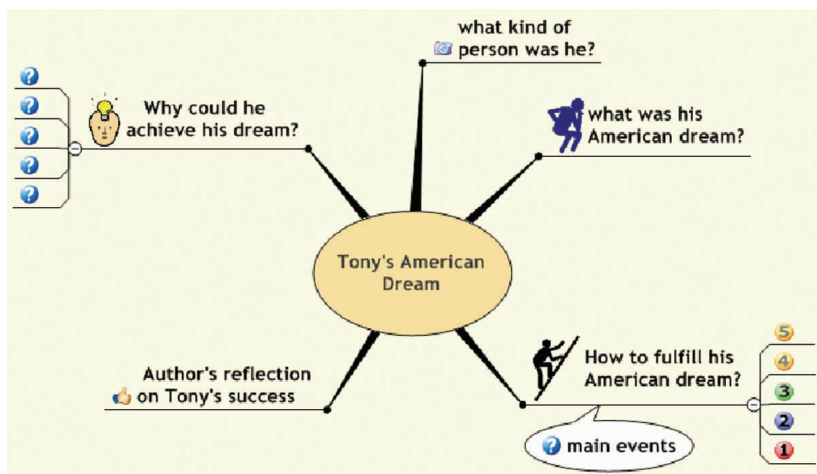 what kind of
person was he?
Why could he
achieve his dream?
?
?
?
?
?
what was his
American dream?
Tony's American
Dream
Author's reflection
on Tony's success
How to fulfill his
American dream?
5
4
3
2
1
? main events